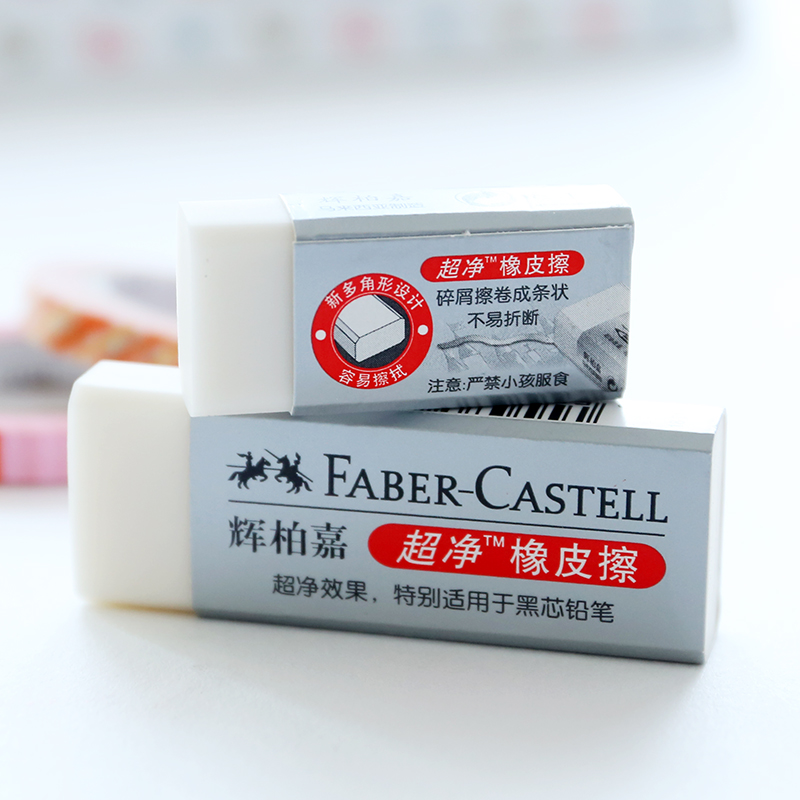 超净™橡皮擦
碎屑擦卷成条状
不易折断
新多角形设计
容易擦拭
注意:严禁小孩服食
FABER-CASTELL
辉柏嘉
超净™橡皮擦
超净效果，特别适用于黑芯铅笔